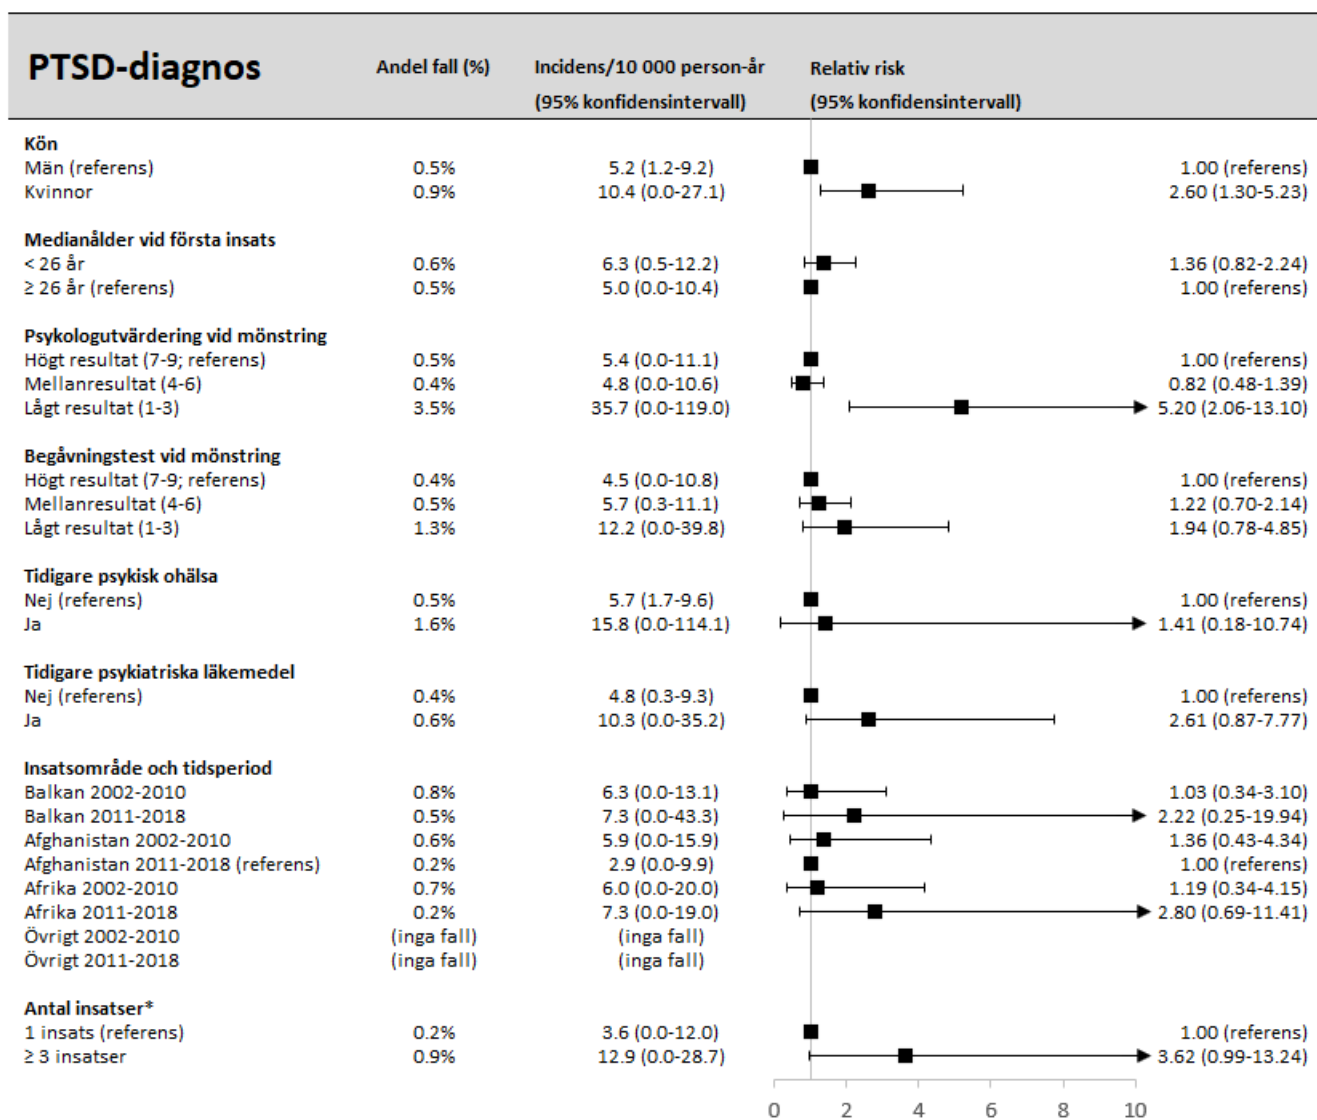 PTSD-diagnos Andel fall (%) Incidens/10 000 person-år Relativ risk
(95% konfidensintervall) (95% konfidensintervall)
Kön
Män (referens) 0.5% 5.2 (1.2-9.2) 1.00 (referens)
Kvinnor 0.9% 10.4 (0.0-27.1) 2.60 (1.30-5.23)
Medianålder vid första insats
< 26 år 0.6% 6.3 (0.5-12.2) 1.36 (0.82-2.24)
≥ 26 år (referens) 0.5% 5.0 (0.0-10.4) 1.00 (referens)
Psykologutvärdering vid mönstring
Högt resultat (7-9; referens) 0.5% 5.4 (0.0-11.1) 1.00 (referens)
Mellanresultat (4-6) 0.4% 4.8 (0.0-10.6) 0.82 (0.48-1.39)
Lågt resultat (1-3) 3.5% 35.7 (0.0-119.0) 5.20 (2.06-13.10)
Begåvningstest vid mönstring
Högt resultat (7-9; referens) 0.4% 4.5 (0.0-10.8) 1.00 (referens)
Mellanresultat (4-6) 0.5% 5.7 (0.3-11.1) 1.22 (0.70-2.14)
Lågt resultat (1-3) 1.3% 12.2 (0.0-39.8) 1.94 (0.78-4.85)
Tidigare psykisk ohälsa
Nej (referens) 0.5% 5.7 (1.7-9.6) 1.00 (referens)
Ja 1.6% 15.8 (0.0-114.1) 1.41 (0.18-10.74)
Tidigare psykiatriska läkemedel
Nej (referens) 0.4% 4.8 (0.3-9.3) 1.00 (referens)
Ja 0.6% 10.3 (0.0-35.2) 2.61 (0.87-7.77)
Insatsområde och tidsperiod
Balkan 2002-2010 0.8% 6.3 (0.0-13.1) 1.03 (0.34-3.10)
Balkan 2011-2018 0.5% 7.3 (0.0-43.3) 2.22 (0.25-19.94)
Afghanistan 2002-2010 0.6% 5.9 (0.0-15.9) 1.36 (0.43-4.34)
Afghanistan 2011-2018 (referens) 0.2% 2.9 (0.0-9.9) 1.00 (referens)
Afrika 2002-2010 0.7% 6.0 (0.0-20.0) 1.19 (0.34-4.15)
Afrika 2011-2018 0.2% 7.3 (0.0-19.0) 2.80 (0.69-11.41)
Övrigt 2002-2010 (inga fall) (inga fall)
Övrigt 2011-2018 (inga fall) (inga fall)
Antal insatser*
1 insats (referens) 0.2% 3.6 (0.0-12.0) 1.00 (referens)
≥ 3 insatser 0.9% 12.9 (0.0-28.7) 3.62 (0.99-13.24)
0 2 4 6 8 10